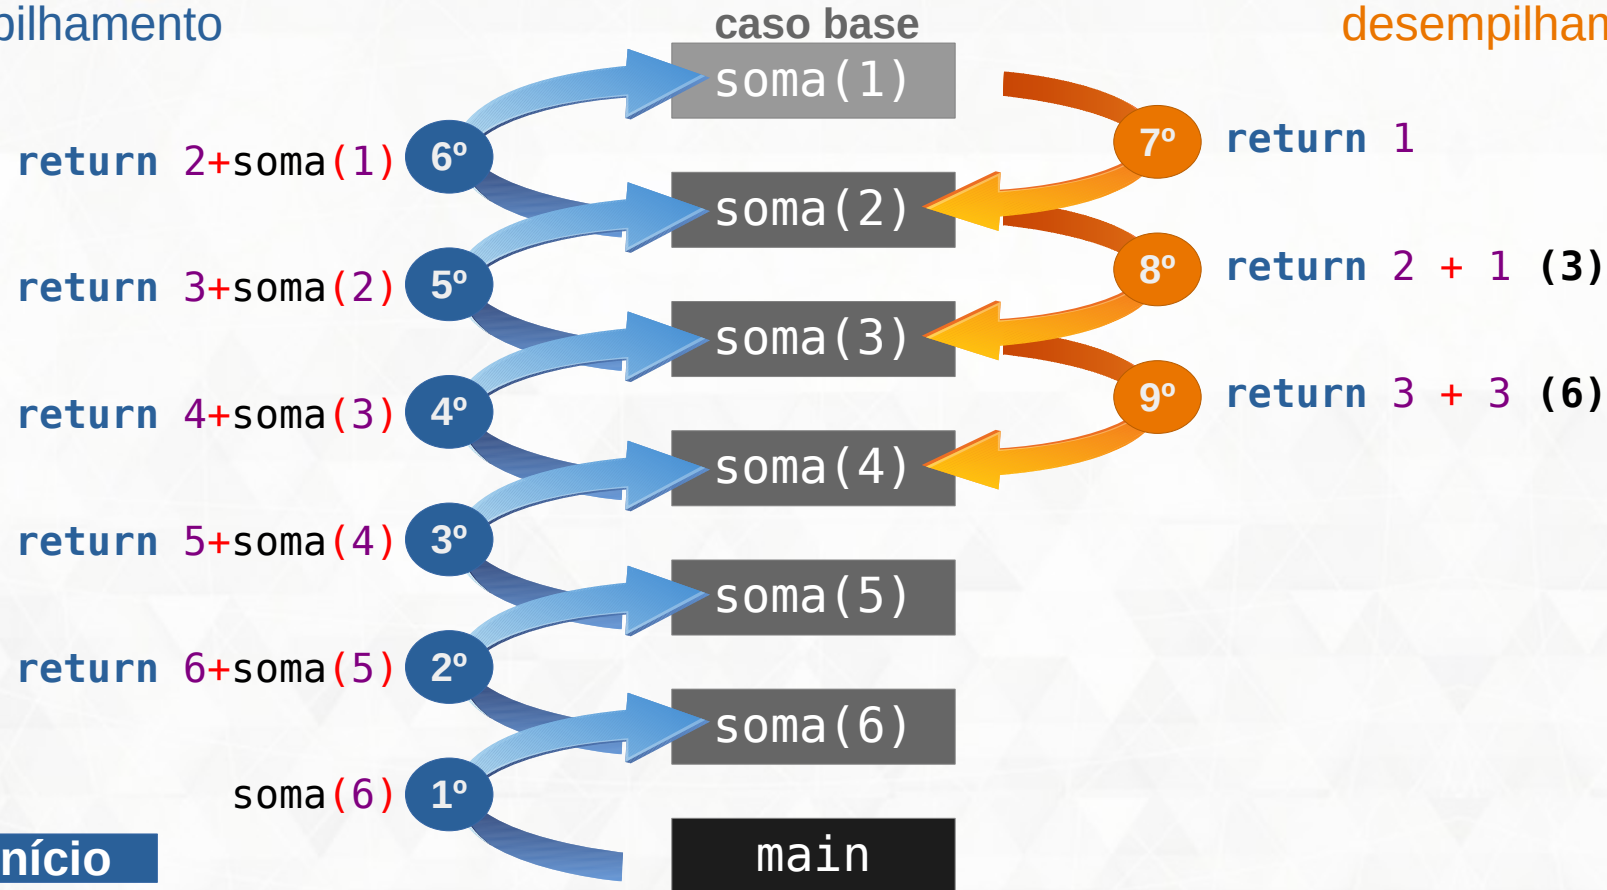 pilhamento
caso base
desempilham
soma(1)
return 2+soma(1) 6º
7º return 1
soma(2)
return 3+soma(2) 5º
8º return 2 + 1 (3)
soma(3)
return 4+soma(3) 4º
9º return 3 + 3 (6)
soma(4)
return 5+soma(4) 3º
soma(5)
return 6+soma(5) 2º
soma(6)
soma(6) 1º
nício
main